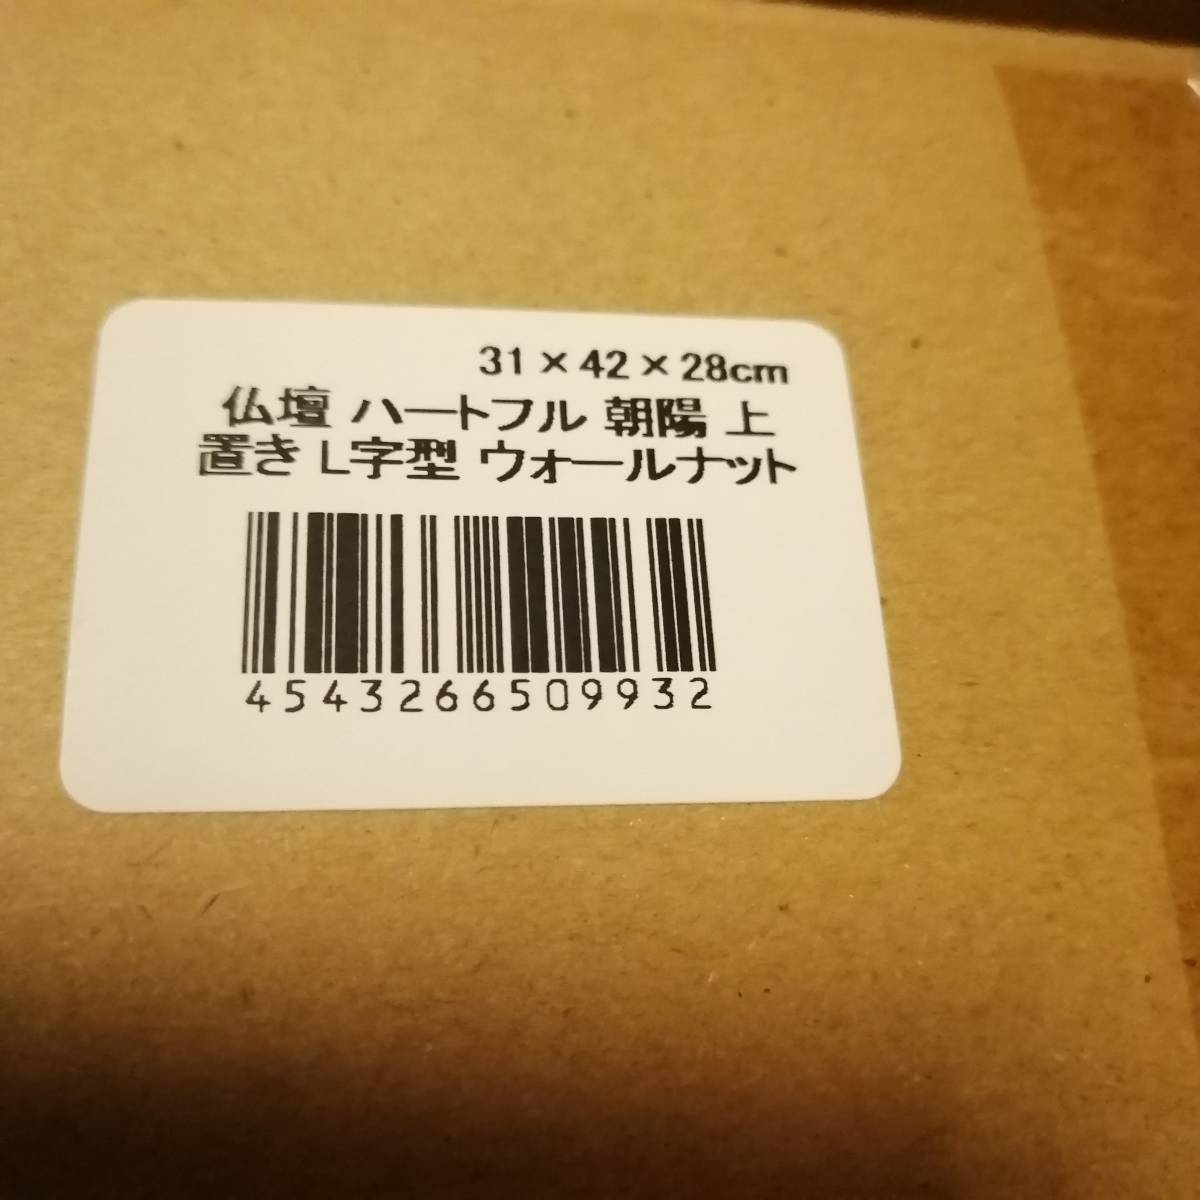 31×42×28cm
仏壇 ハートフル 朝陽 上
置き L字型 ウォールナット
4543266509932